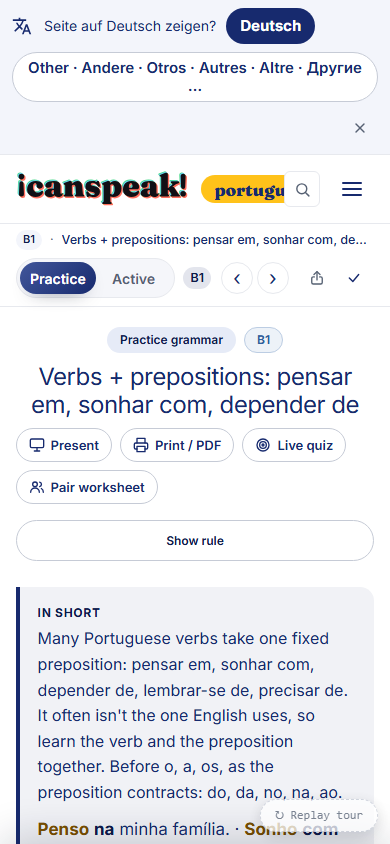 Seite auf Deutsch zeigen? Deutsch
Other · Andere · Otros · Autres · Altre · Другие
...
icanspeak! portugu
B1 · Verbs + prepositions: pensar em, sonhar com, de...
Practice Active B1
Practice grammar B1
Verbs + prepositions: pensar
em, sonhar com, depender de
Present Print / PDF Live quiz
Pair worksheet
Show rule
IN SHORT
Many Portuguese verbs take one fixed
preposition: pensar em, sonhar com,
depender de, lembrar-se de, precisar de.
It often isn't the one English uses, so
learn the verb and the preposition
together. Before o, a, os, as the
preposition contracts: do, da, no, na, ao.
↻ Replay tour
Penso na minha família. · Sonho com